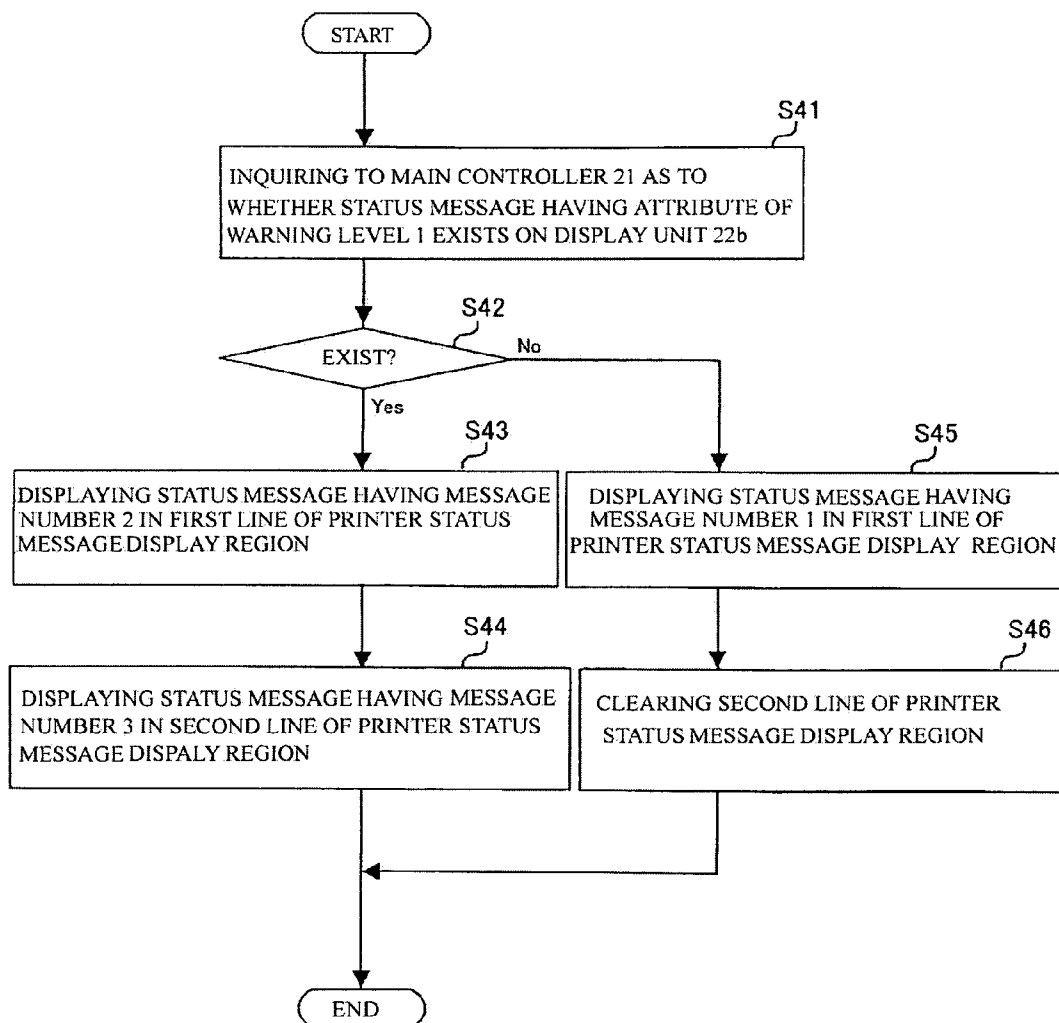 START
S41
INQUIRING TO MAIN CONTROLLER 21 AS TO
WHETHER STATUS MESSAGE HAVING ATTRIBUTE OF
WARNING LEVEL 1 EXISTS ON DISPLAY UNIT 22b
S42
EXIST?
No
Yes
S43
DISPLAYING STATUS MESSAGE HAVING MESSAGE
NUMBER 2 IN FIRST LINE OF PRINTER STATUS
MESSAGE DISPLAY REGION
S45
DISPLAYING STATUS MESSAGE HAVING
MESSAGE NUMBER 1 IN FIRST LINE OF
PRINTER STATUS MESSAGE DISPLAY REGION
S44
DISPLAYING STATUS MESSAGE HAVING MESSAGE
NUMBER 3 IN SECOND LINE OF PRINTER STATUS
MESSAGE DISPALY REGION
S46
CLEARING SECOND LINE OF PRINTER
STATUS MESSAGE DISPLAY REGION
END